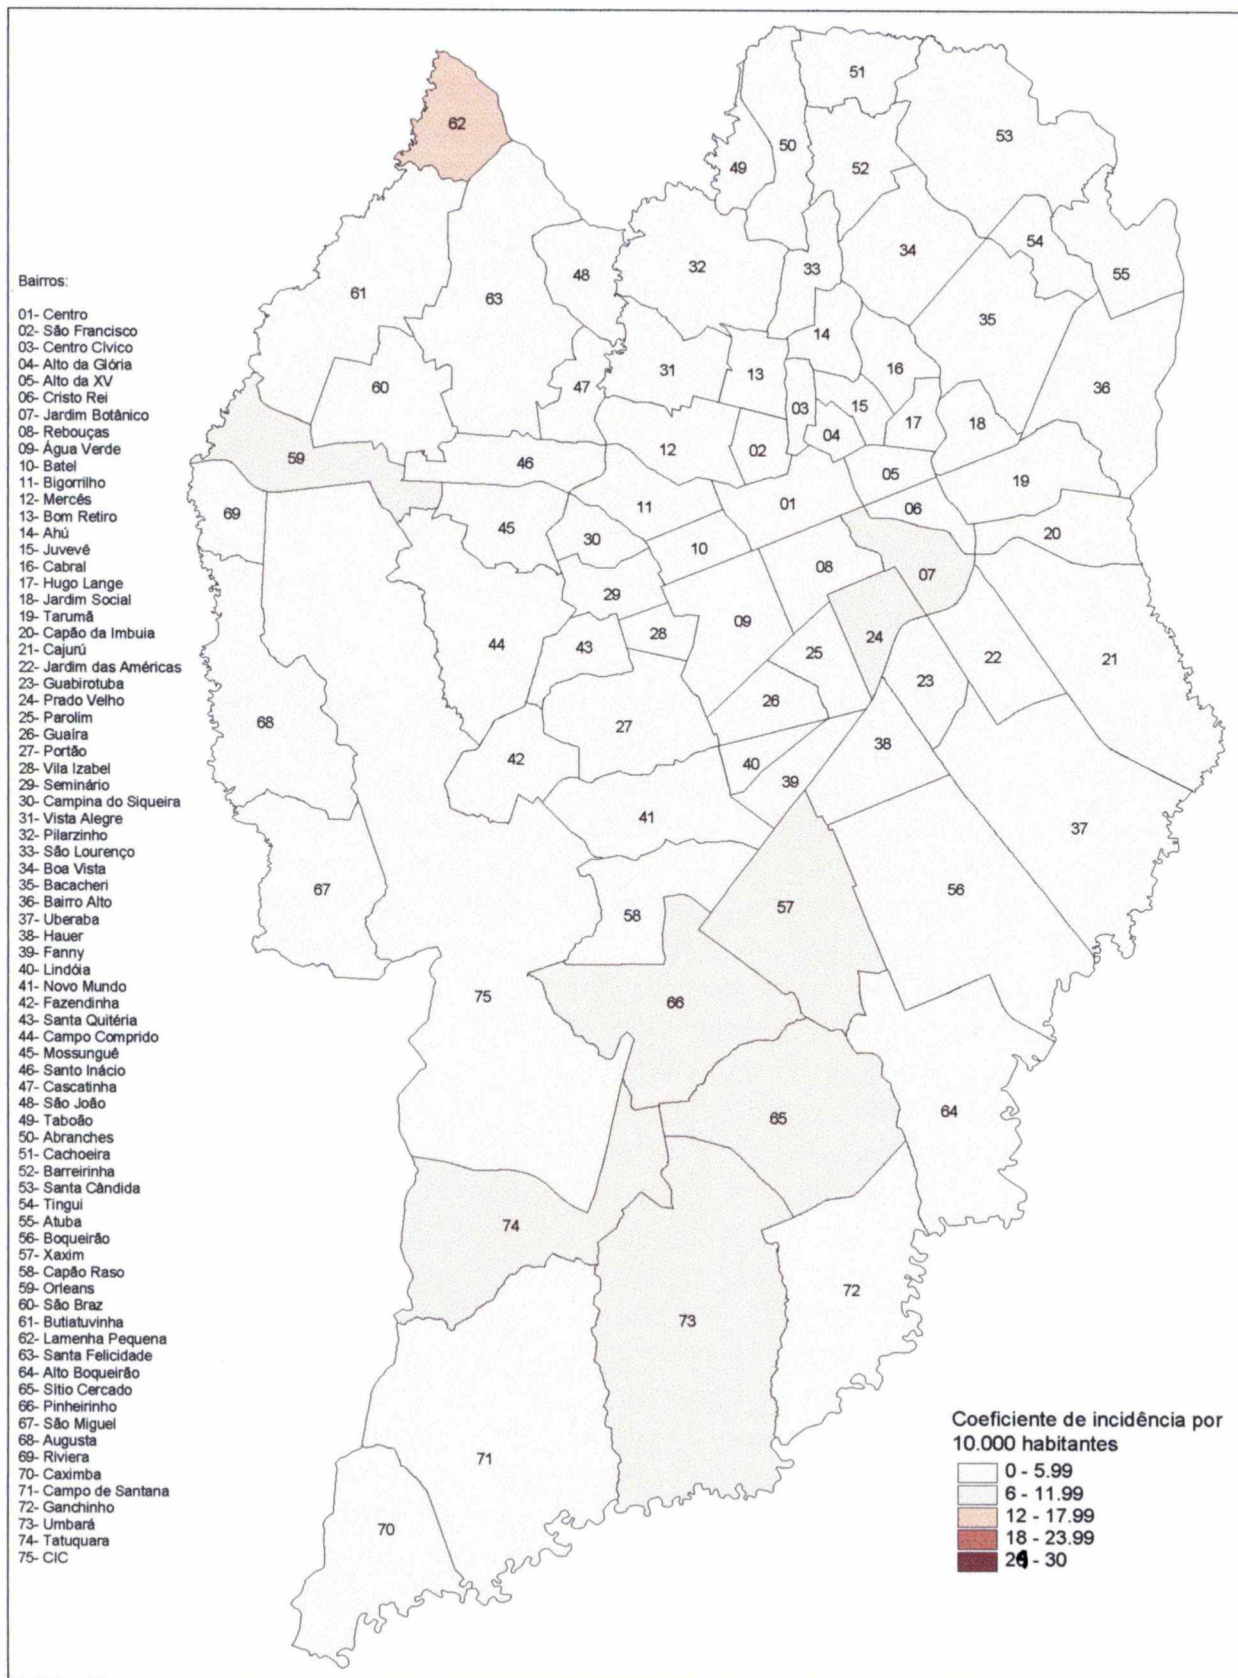 51
62
53
50
49
52
54
34
55
32
33
48
Bairros:
61
63
35
01- Centro
02- São Francisco
03- Centro Cívico
04- Alto da Glória
05- Alto da XV
06- Cristo Rei
07- Jardim Botânico
08- Rebouças
09- Água Verde
10- Batel
11- Bigorrilho
12- Mercês
13- Bom Retiro
14- Ahú
15- Juvevê
16- Cabral
17- Hugo Lange
18- Jardim Social
19- Tarumã
20- Capão da Imbuia
21- Cajurú
22- Jardim das Américas
23- Guabirotuba
24- Prado Velho
25- Parolim
26- Guaíra
27- Portão
28- Vila Izabel
29- Seminário
30- Campina do Siqueira
31- Vista Alegre
32- Pilarzinho
33- São Lourenço
34- Boa Vista
35- Bacacheri
36- Bairro Alto
37- Uberaba
38- Hauer
39- Fanny
40- Lindóia
41- Novo Mundo
42- Fazendinha
43- Santa Quitéria
44- Campo Comprido
45- Mossunguê
46- Santo Inácio
47- Cascatinha
48- São João
49- Taboão
50- Abranches
51- Cachoeira
52- Barreirinha
53- Santa Cândida
54- Tingui
55- Atuba
56- Boqueirão
57- Xaxim
58- Capão Raso
59- Orleans
60- São Braz
61- Butiatuvinha
62- Lamenha Pequena
63- Santa Felicidade
64- Alto Boqueirão
65- Sítio Cercado
66- Pinheirinho
67- São Miguel
68- Augusta
69- Riviera
70- Caximba
71- Campo de Santana
72- Ganchinho
73- Umbará
74- Tatuquara
75- CIC
14
31
13
16
60
47
36
03
15
04
17
18
12
02
59
46
05
19
01
11
06
69
45
30
10
20
08
07
29
09
28
24
44
43
25
22
21
23
26
68
27
42
38
40
39
41
37
67
56
58
57
75
66
64
65
74
72
73
71
70
Coeficiente de incidência por
10.000 habitantes
0 - 5.99
6 - 11.99
12 - 17.99
18 - 23.99
24 - 30